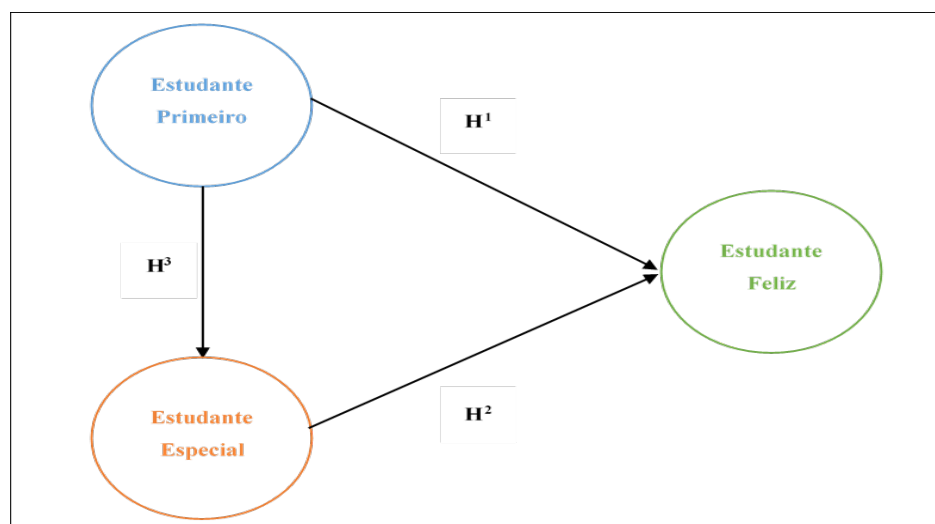 Estudante
Primeiro
H¹
Estudante
Feliz
H³
Estudante
Especial
H²